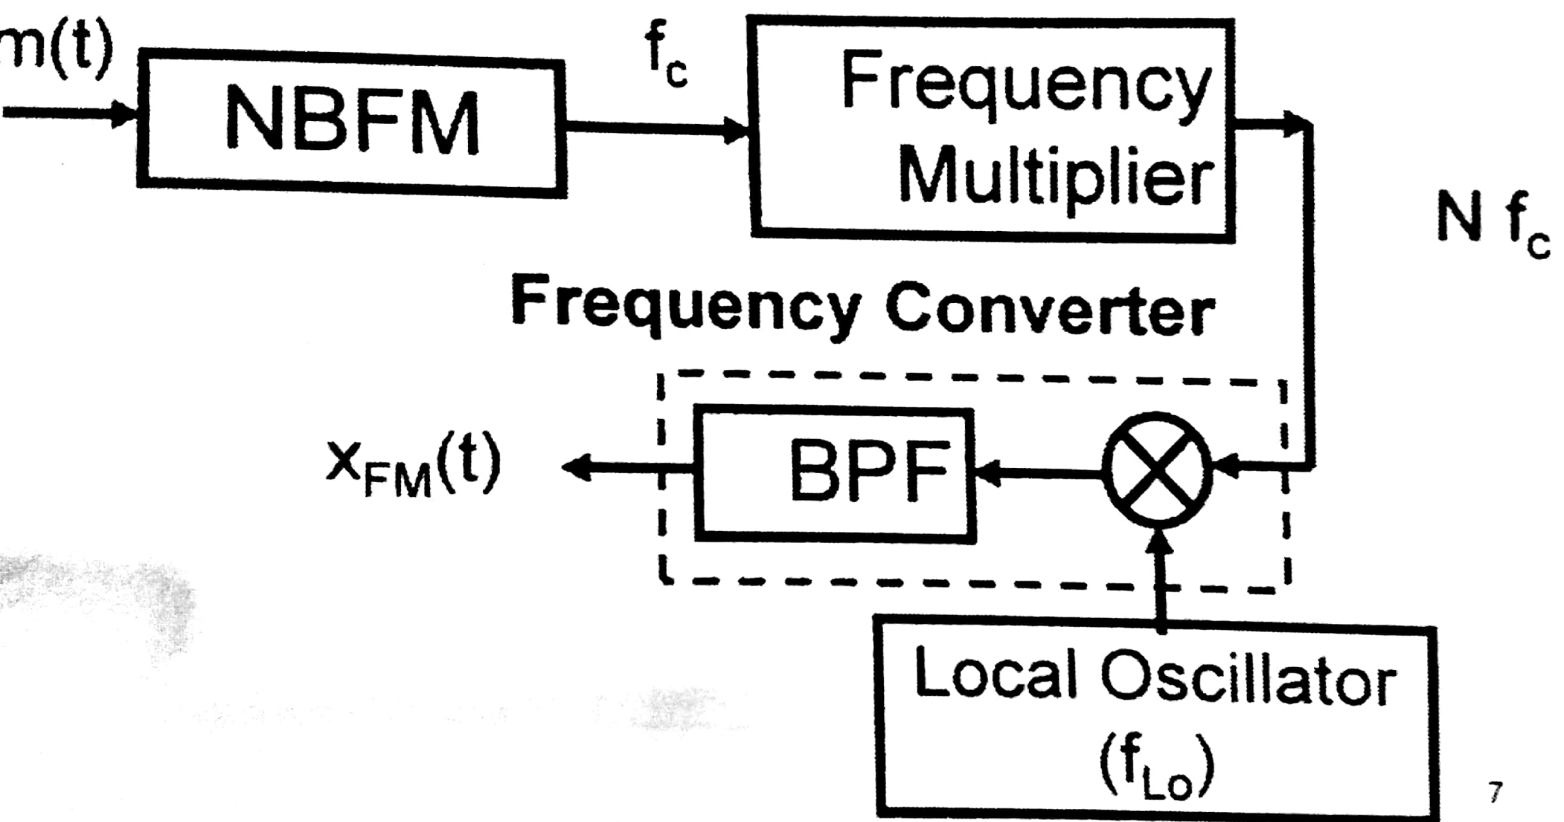 m(t)
NBFM
f_c
Frequency
Multiplier
N f_c
Frequency Converter
x_FM(t)
BPF
Local Oscillator
(f_Lo)
7